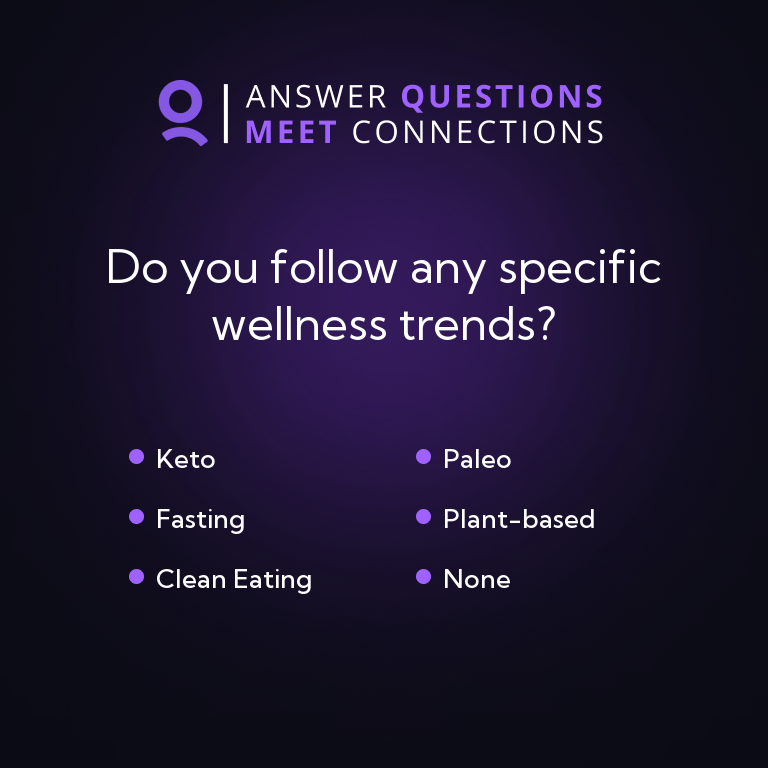 ANSWER QUESTIONS
MEET CONNECTIONS
Do you follow any specific
wellness trends?
Keto
Paleo
Fasting
Plant-based
Clean Eating
None